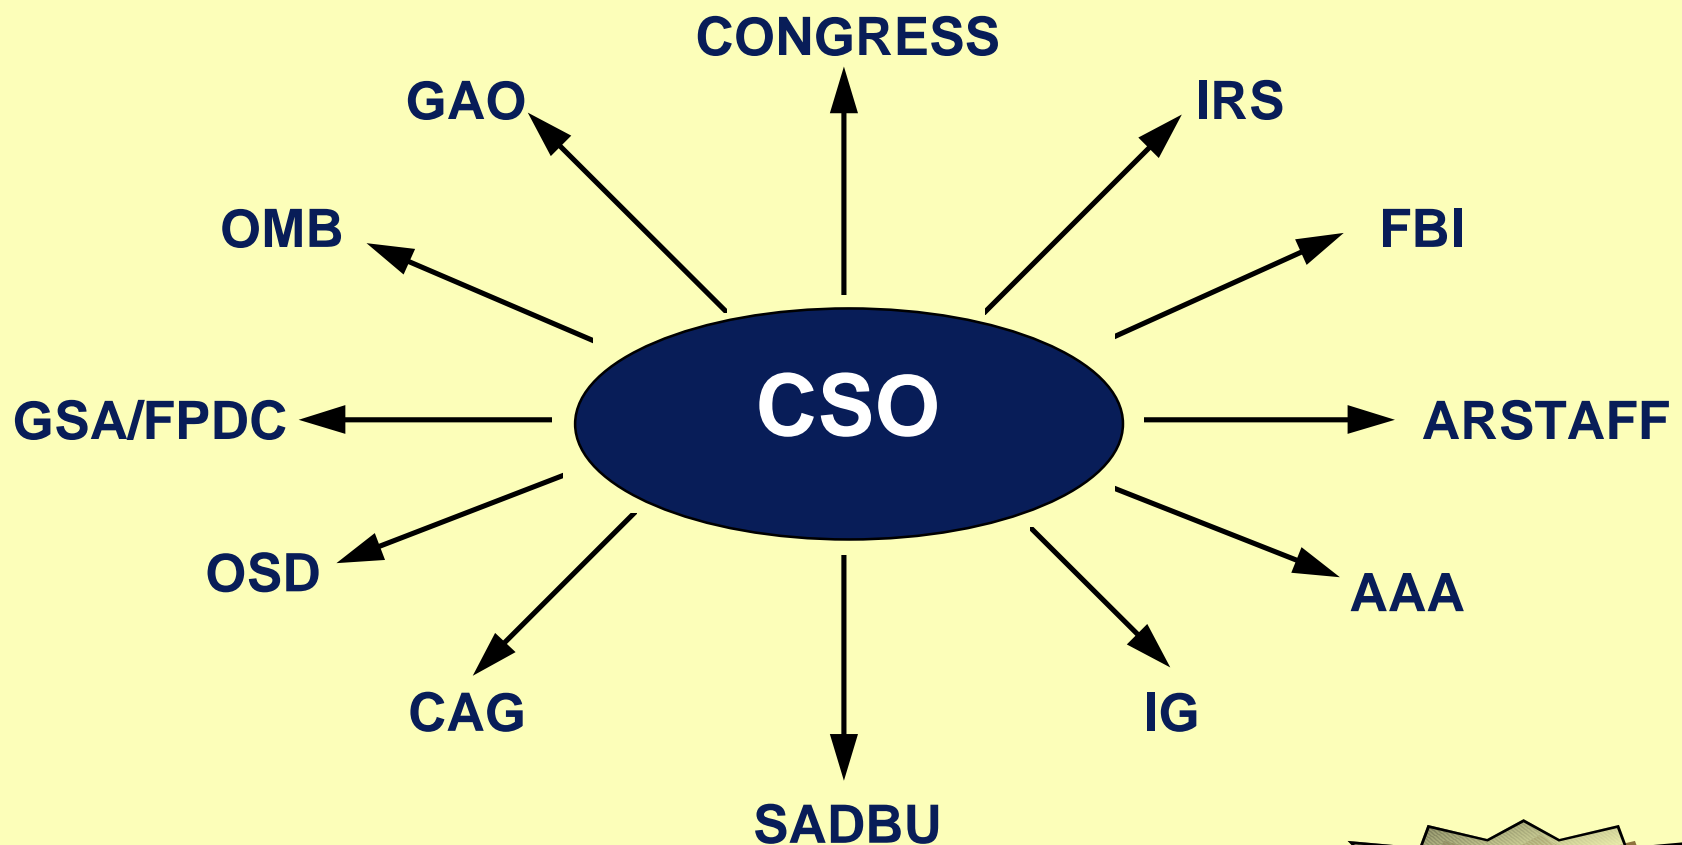 CONGRESS
GAO
IRS
OMB
FBI
CSO
GSA/FPDC
ARSTAFF
OSD
AAA
CAG
IG
SADBU